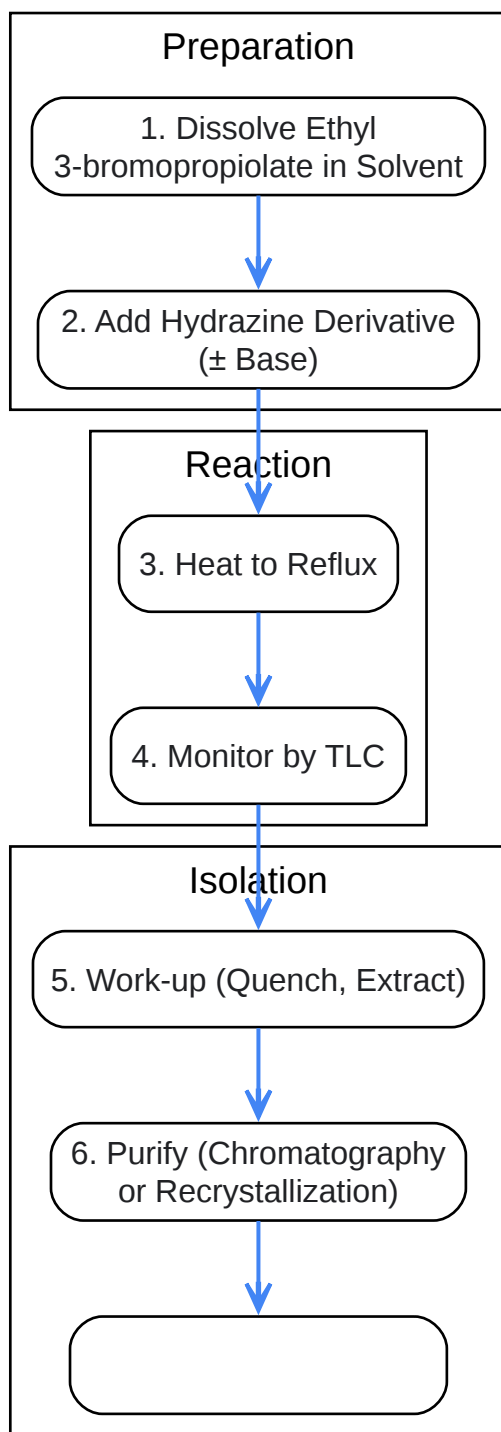 Preparation
1. Dissolve Ethyl
3-bromopropiolate in Solvent
2. Add Hydrazine Derivative
(± Base)
Reaction
3. Heat to Reflux
4. Monitor by TLC
Isolation
5. Work-up (Quench, Extract)
6. Purify (Chromatography
or Recrystallization)